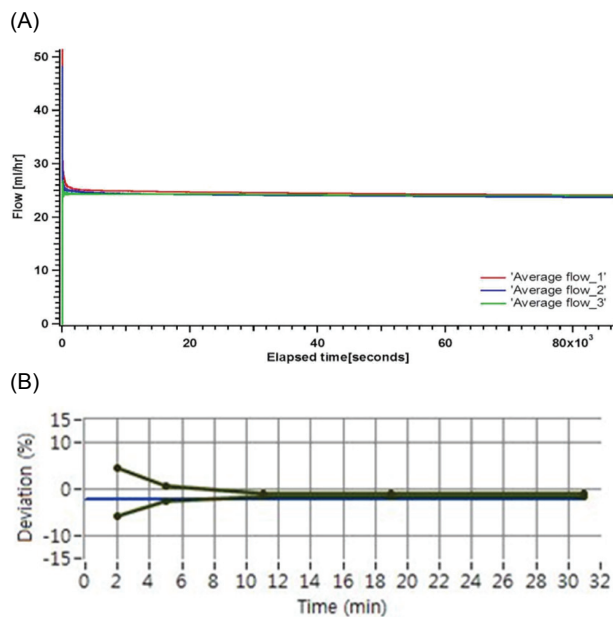 (A)
50
40
30
20
10
0
Flow [ml/hr]
'Average flow_1'
'Average flow_2'
'Average flow_3'
0 20 40 60 80x10³
Elapsed time[seconds]
(B)
15
10
0
-10
-15
Deviation (%)
0 2 4 6 8 10 12 14 16 18 20 22 24 26 28 30 32
Time (min)